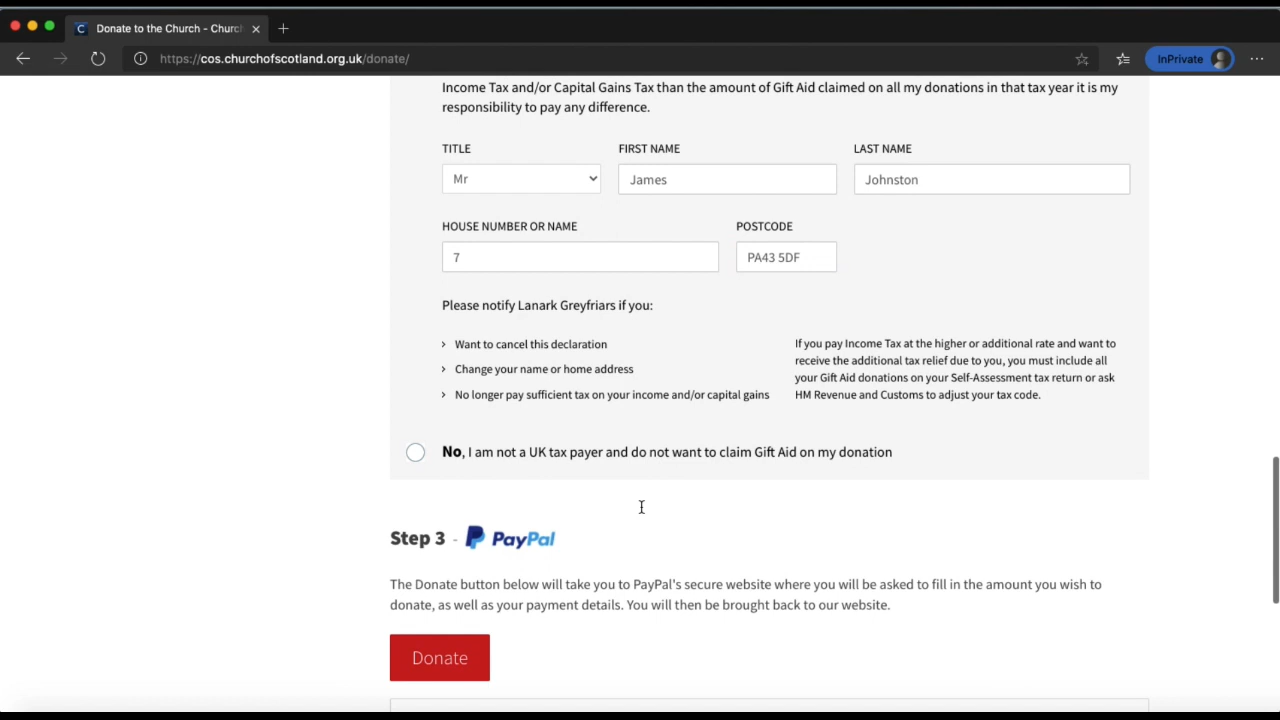 Donate to the Church - Church
https://cos.churchofscotland.org.uk/donate/
InPrivate
Income Tax and/or Capital Gains Tax than the amount of Gift Aid claimed on all my donations in that tax year it is my
responsibility to pay any difference.
TITLE FIRST NAME LAST NAME
Mr James Johnston
HOUSE NUMBER OR NAME POSTCODE
7 PA43 5DF
Please notify Lanark Greyfriars if you:
Want to cancel this declaration
Change your name or home address
No longer pay sufficient tax on your income and/or capital gains
If you pay Income Tax at the higher or additional rate and want to
receive the additional tax relief due to you, you must include all
your Gift Aid donations on your Self-Assessment tax return or ask
HM Revenue and Customs to adjust your tax code.
No, I am not a UK tax payer and do not want to claim Gift Aid on my donation
Step 3 - PayPal
The Donate button below will take you to PayPal's secure website where you will be asked to fill in the amount you wish to
donate, as well as your payment details. You will then be brought back to our website.
Donate